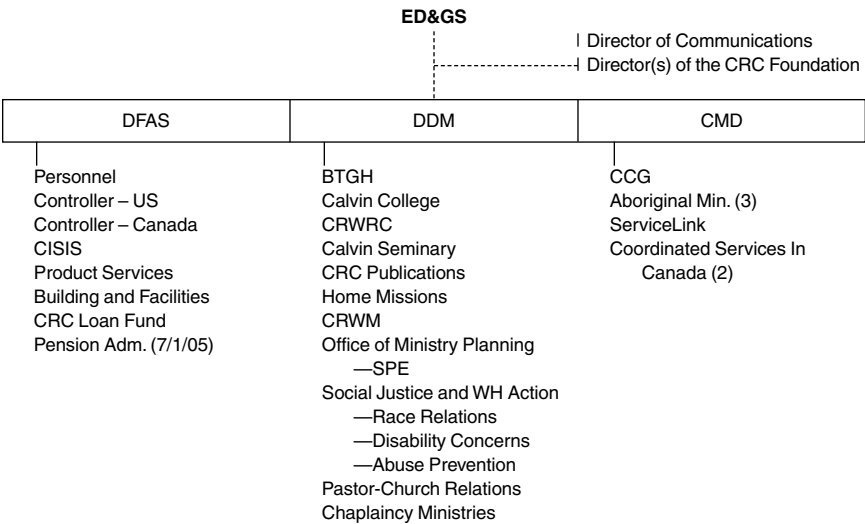 ED&GS
Director of Communications
Director(s) of the CRC Foundation
DFAS
DDM
CMD
Personnel
Controller – US
Controller – Canada
CISIS
Product Services
Building and Facilities
CRC Loan Fund
Pension Adm. (7/1/05)
BTGH
Calvin College
CRWRC
Calvin Seminary
CRC Publications
Home Missions
CRWM
Office of Ministry Planning
—SPE
Social Justice and WH Action
—Race Relations
—Disability Concerns
—Abuse Prevention
Pastor-Church Relations
Chaplaincy Ministries
CCG
Aboriginal Min. (3)
ServiceLink
Coordinated Services In
Canada (2)